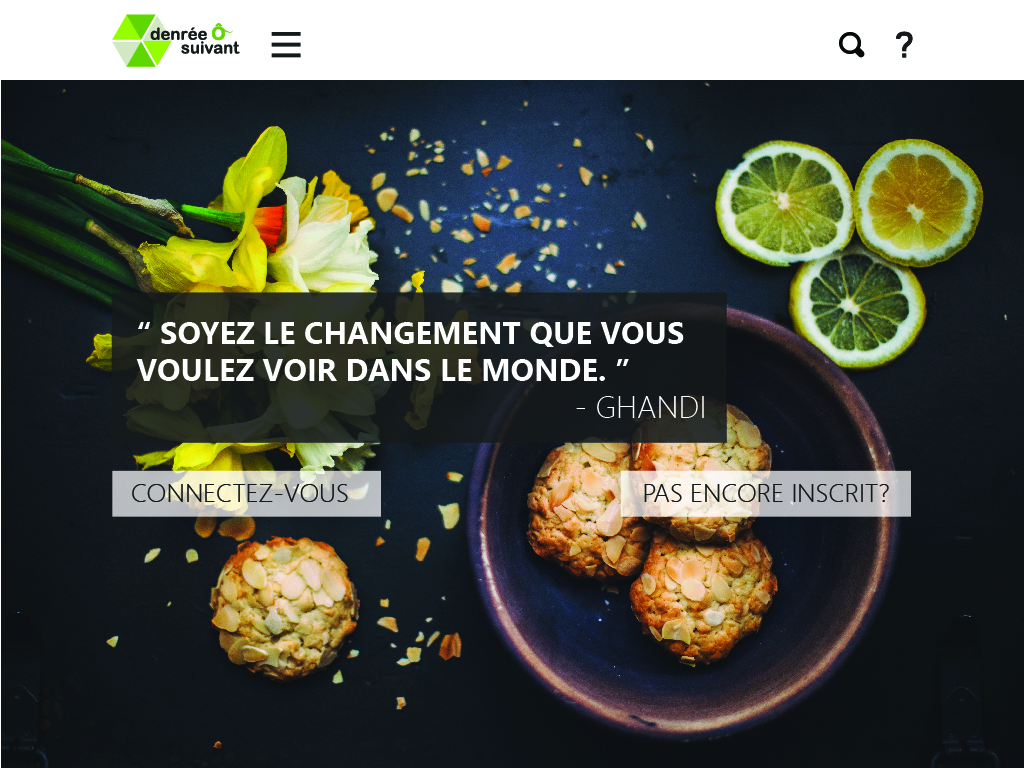 denrée Ô
suivant
?
“ SOYEZ LE CHANGEMENT QUE VOUS
VOULEZ VOIR DANS LE MONDE. ”
- GHANDI
CONNECTEZ-VOUS
PAS ENCORE INSCRIT?